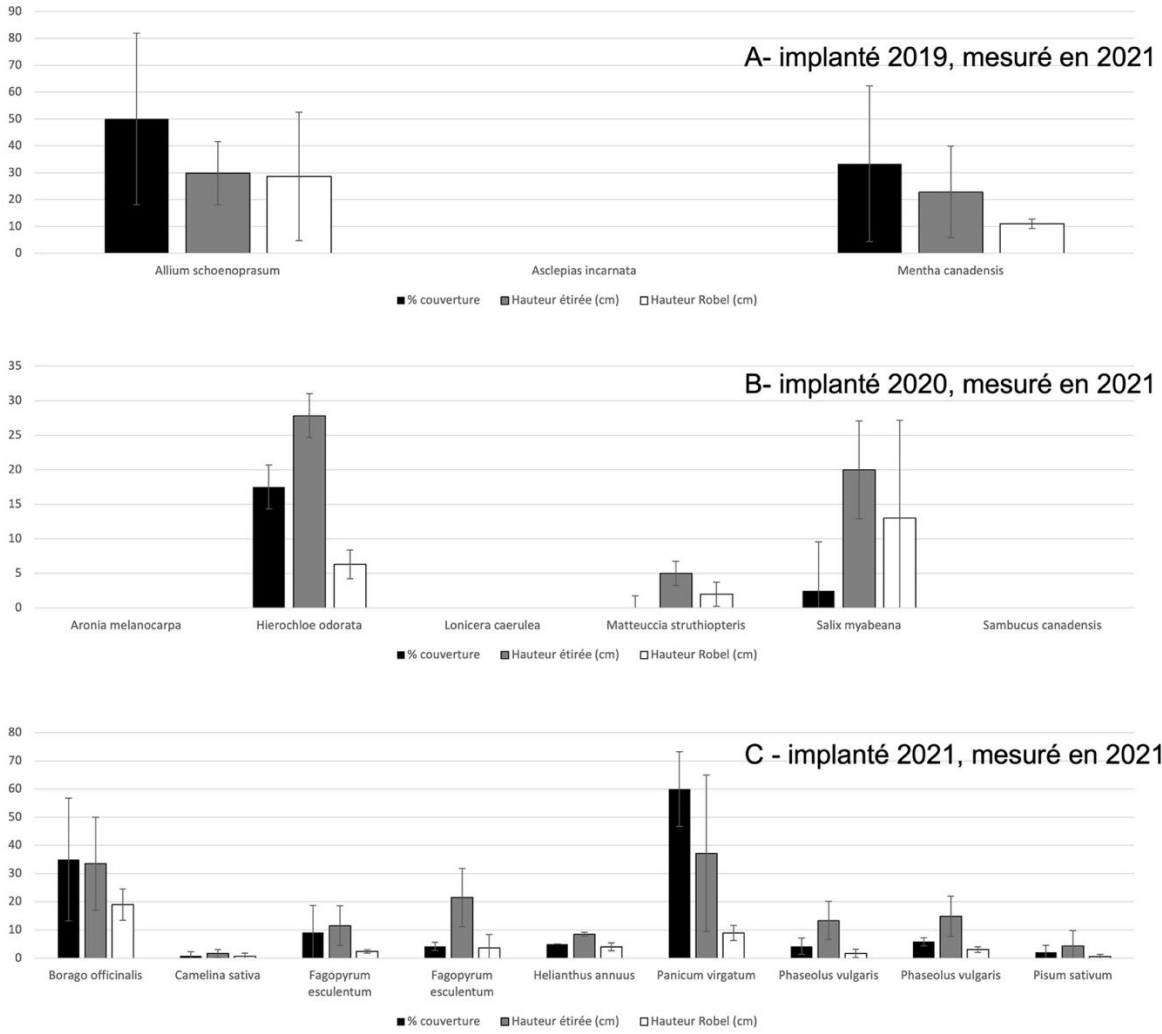 A- implanté 2019, mesuré en 2021
90
80
70
60
50
40
30
20
10
0
Allium schoenoprasum Asclepias incarnata Mentha canadensis
% couverture Hauteur étirée (cm) Hauteur Robel (cm)
B- implanté 2020, mesuré en 2021
35
30
25
20
15
10
5
0
Aronia melanocarpa Hierochloe odorata Lonicera caerulea Matteuccia struthiopteris Salix myabeana Sambucus canadensis
% couverture Hauteur étirée (cm) Hauteur Robel (cm)
C - implanté 2021, mesuré en 2021
80
70
60
50
40
30
20
10
0
Borago officinalis Camelina sativa Fagopyrum Fagopyrum Helianthus annuus Panicum virgatum Phaseolus vulgaris Phaseolus vulgaris Pisum sativum
esculentum esculentum
% couverture Hauteur étirée (cm) Hauteur Robel (cm)